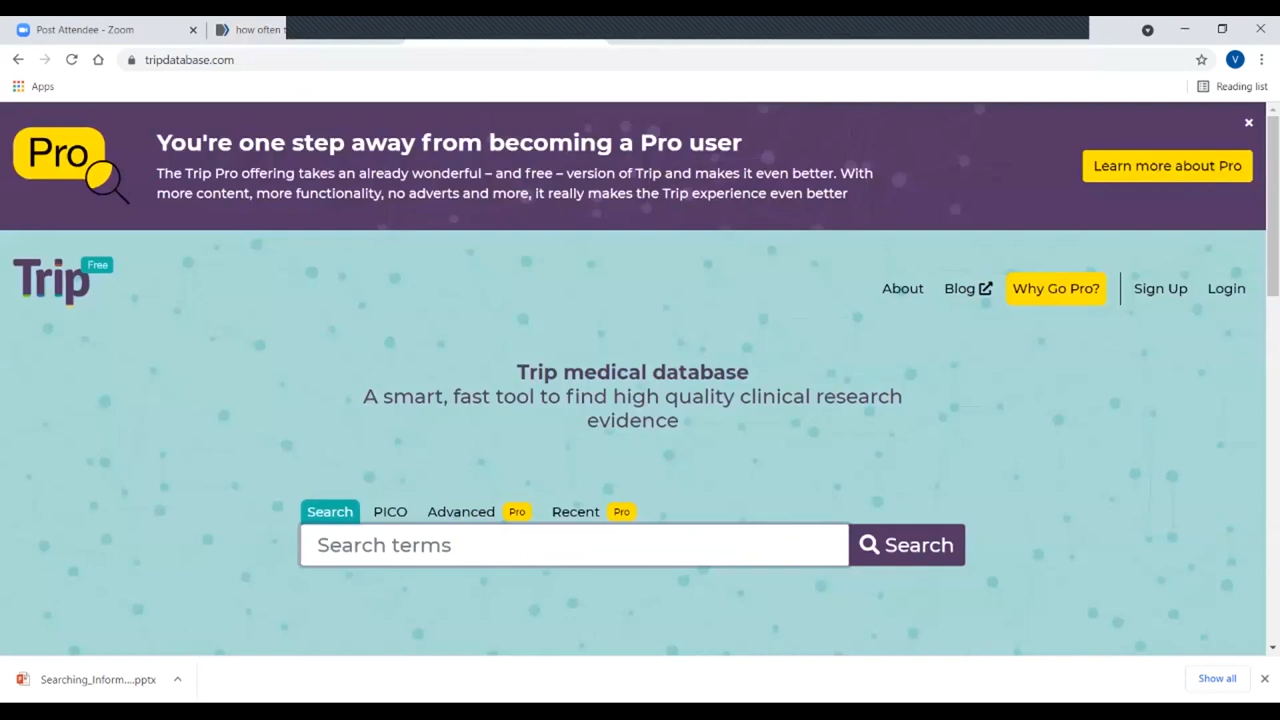 Post Attendee - Zoom
how often t
tripdatabase.com
V
Apps
Reading list
Pro
You're one step away from becoming a Pro user
The Trip Pro offering takes an already wonderful – and free – version of Trip and makes it even better. With
more content, more functionality, no adverts and more, it really makes the Trip experience even better
Learn more about Pro
Trip Free
About Blog Why Go Pro? Sign Up Login
Trip medical database
A smart, fast tool to find high quality clinical research
evidence
Search PICO Advanced Pro Recent Pro
Search terms
Search
Searching_Inform....pptx
Show all